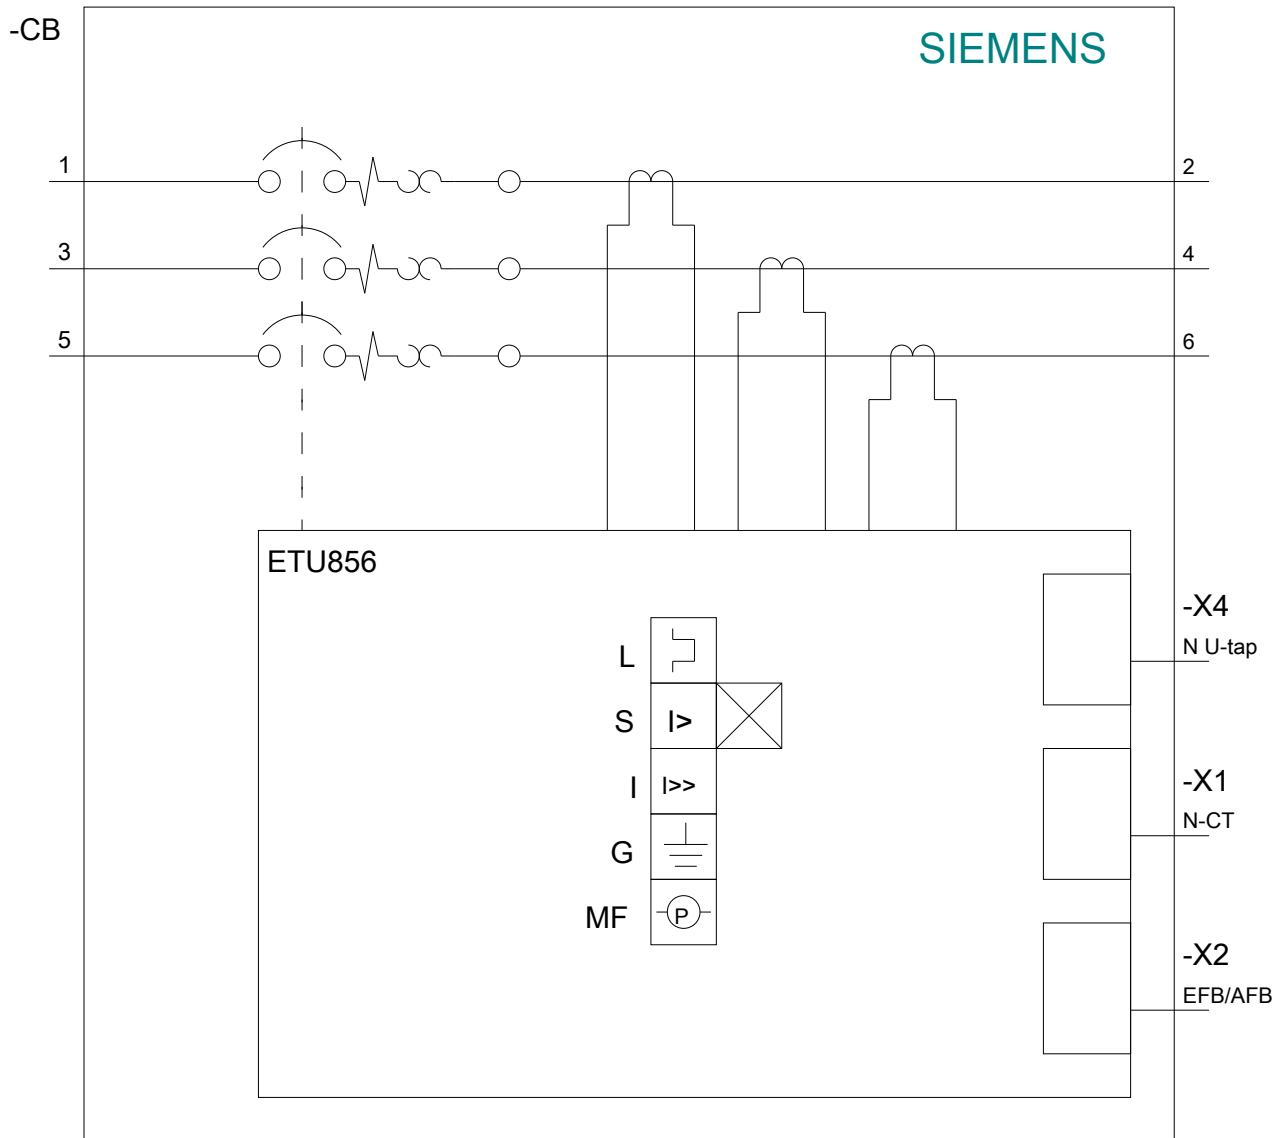 -CB
SIEMENS
1
2
3
4
5
6
ETU856
-X4
N U-tap
L
S
I>
I
I>>
G
MF
P
-X1
N-CT
-X2
EFB/AFB